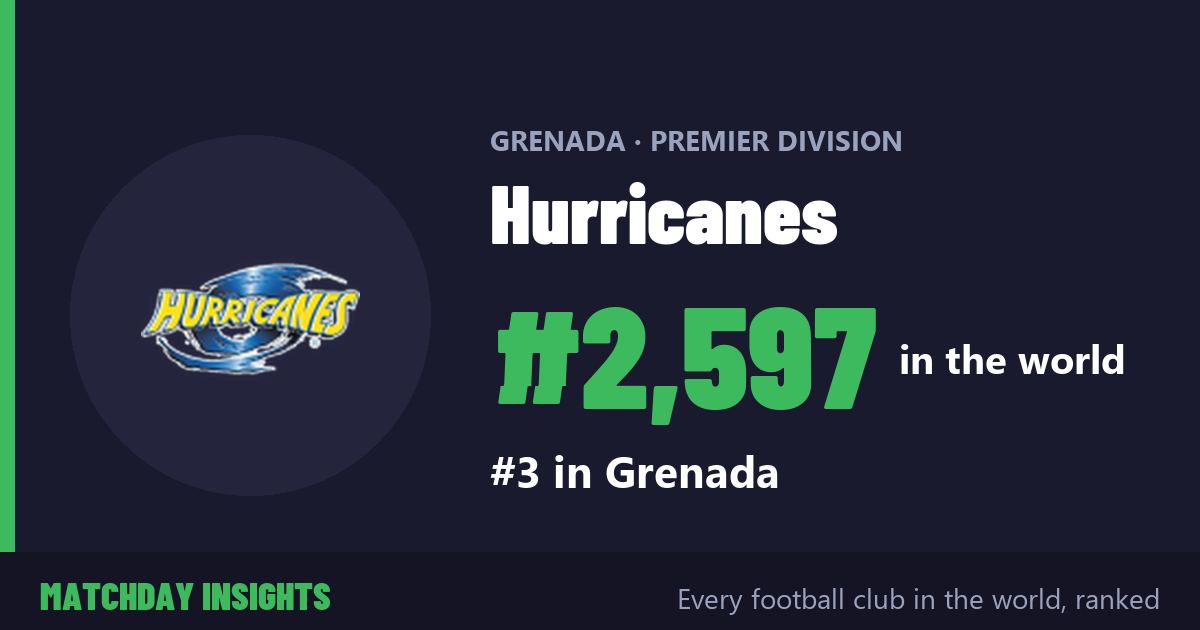 GRENADA · PREMIER DIVISION
Hurricanes
HURRICANES
#2,597 in the world
#3 in Grenada
MATCHDAY INSIGHTS
Every football club in the world, ranked